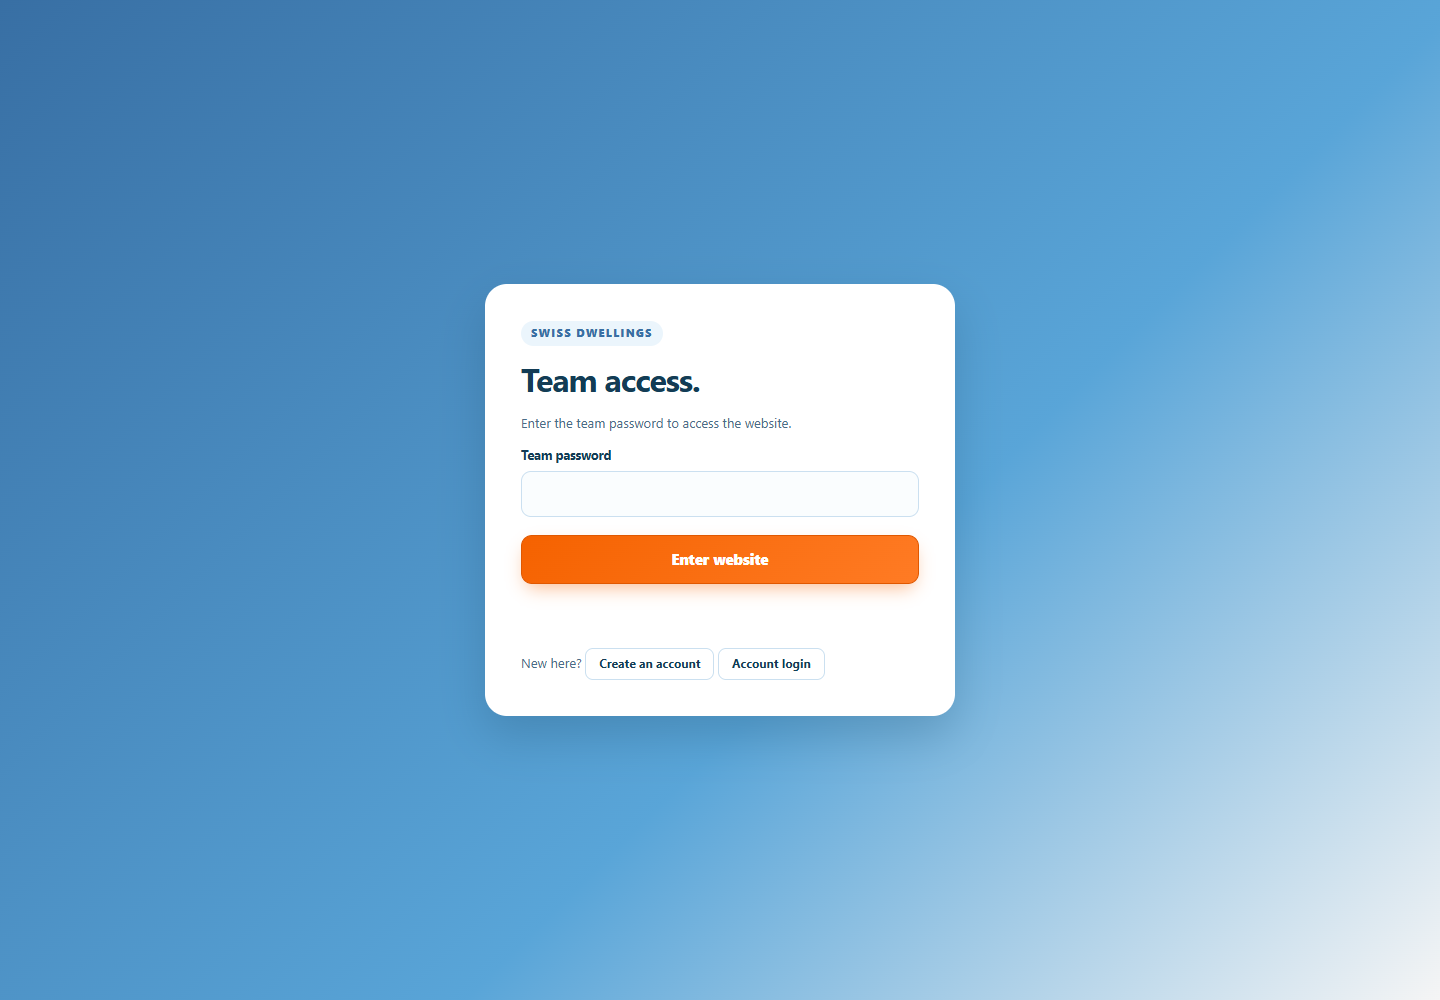 SWISS DWELLINGS
Team access.
Enter the team password to access the website.
Team password
Enter website
New here? Create an account Account login